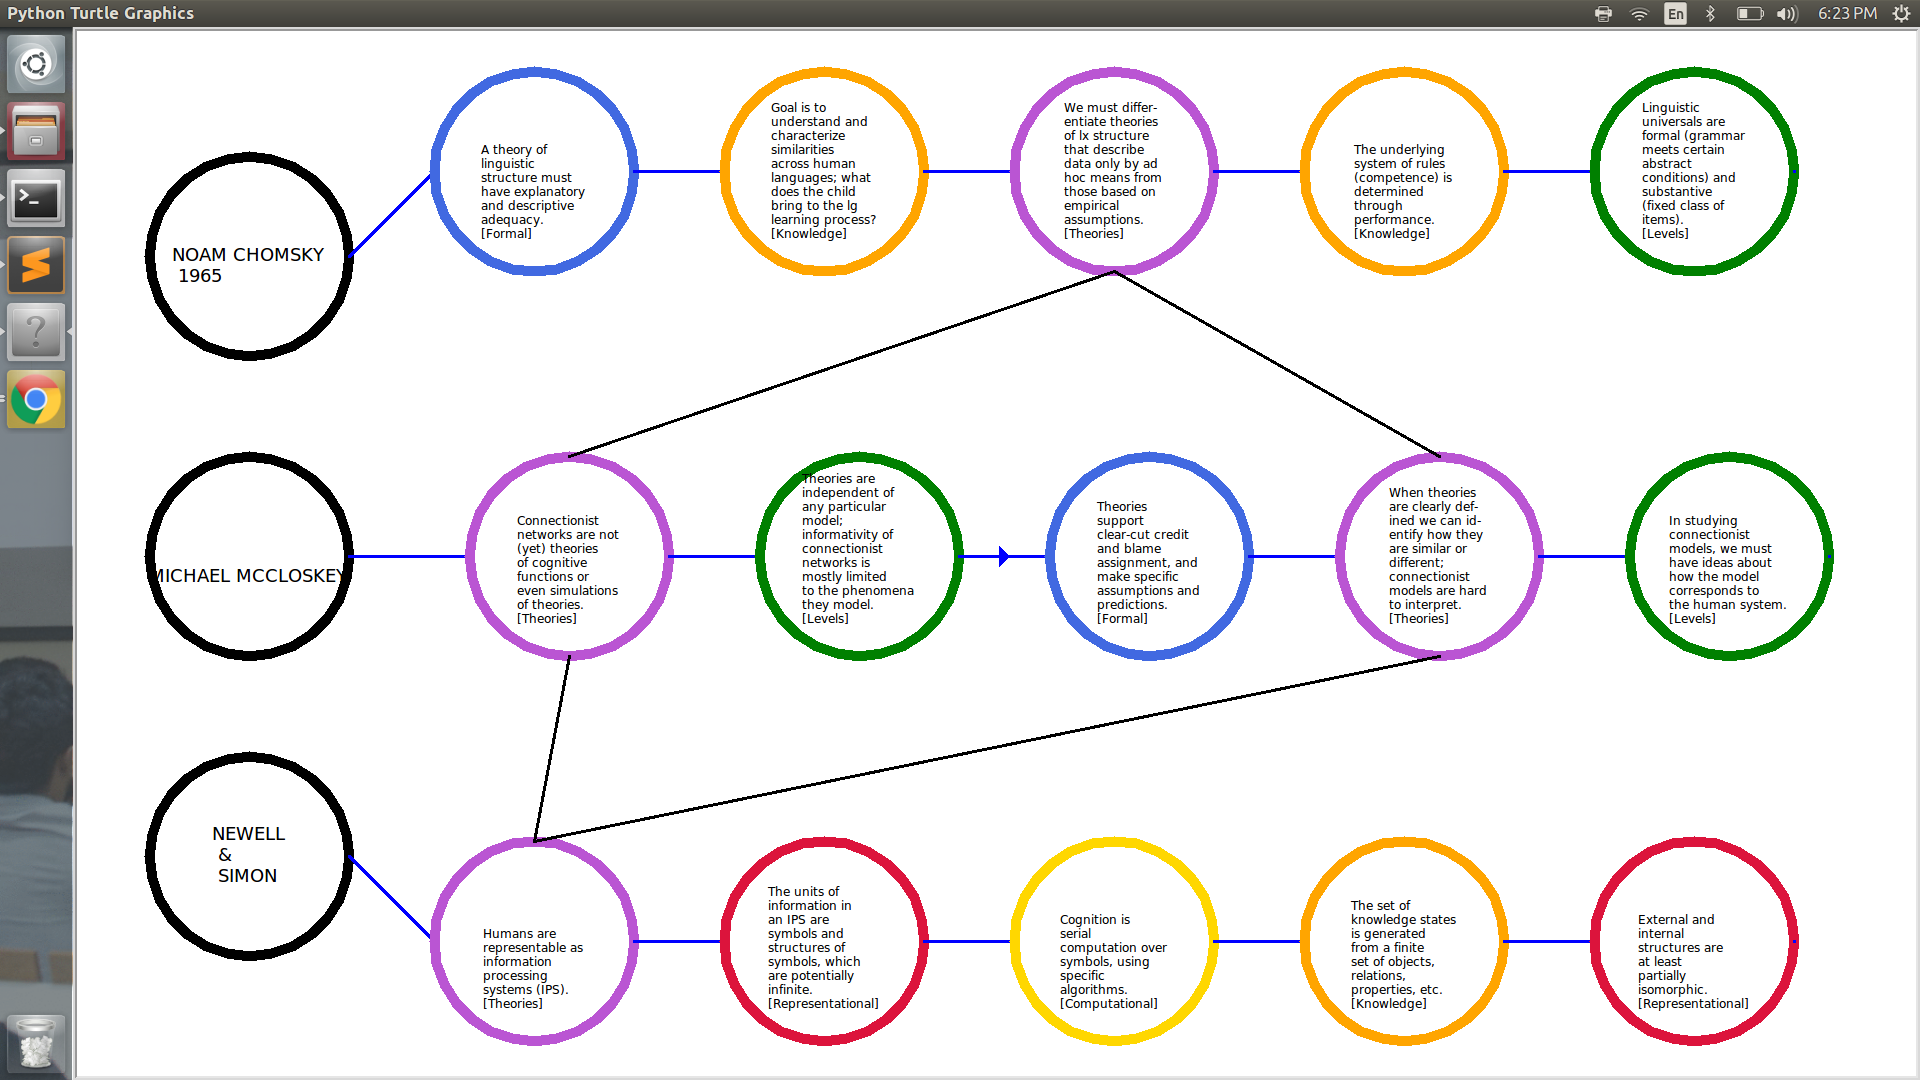 Python Turtle Graphics
En
6:23 PM
NOAM CHOMSKY
1965
A theory of
linguistic
structure must
have explanatory
and descriptive
adequacy.
[Formal]
Goal is to
understand and
characterize
similarities
across human
languages; what
does the child
bring to the lg
learning process?
[Knowledge]
We must differ-
entiate theories
of lx structure
that describe
data only by ad
hoc means from
those based on
empirical
assumptions.
[Theories]
The underlying
system of rules
(competence) is
determined
through
performance.
[Knowledge]
Linguistic
universals are
formal (grammar
meets certain
abstract
conditions) and
substantive
(fixed class of
items).
[Levels]
MICHAEL MCCLOSKEY
Connectionist
networks are not
(yet) theories
of cognitive
functions or
even simulations
of theories.
[Theories]
Theories are
independent of
any particular
model;
informativity of
connectionist
networks is
mostly limited
to the phenomena
they model.
[Levels]
Theories
support
clear-cut credit
and blame
assignment, and
make specific
assumptions and
predictions.
[Formal]
When theories
are clearly def-
ined we can id-
entify how they
are similar or
different;
connectionist
models are hard
to interpret.
[Theories]
In studying
connectionist
models, we must
have ideas about
how the model
corresponds to
the human system.
[Levels]
NEWELL
&
SIMON
Humans are
representable as
information
processing
systems (IPS).
[Theories]
The units of
information in
an IPS are
symbols and
structures of
symbols, which
are potentially
infinite.
[Representational]
Cognition is
serial
computation over
symbols, using
specific
algorithms.
[Computational]
The set of
knowledge states
is generated
from a finite
set of objects,
relations,
properties, etc.
[Knowledge]
External and
internal
structures are
at least
partially
isomorphic.
[Representational]